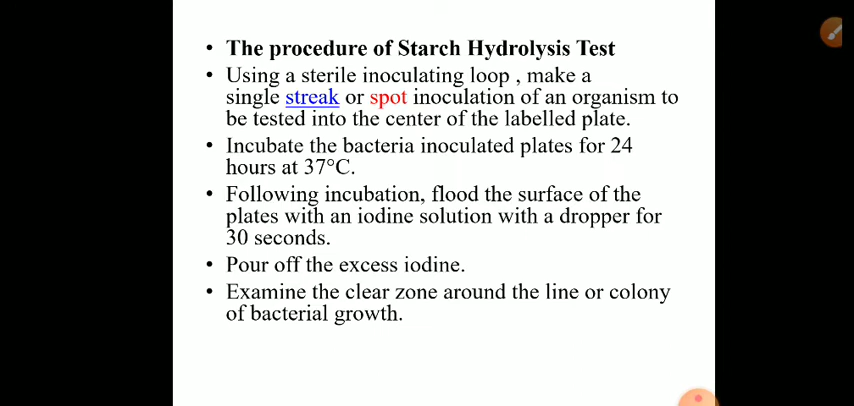 • The procedure of Starch Hydrolysis Test
• Using a sterile inoculating loop , make a
single streak or spot inoculation of an organism to
be tested into the center of the labelled plate.
• Incubate the bacteria inoculated plates for 24
hours at 37°C.
• Following incubation, flood the surface of the
plates with an iodine solution with a dropper for
30 seconds.
• Pour off the excess iodine.
• Examine the clear zone around the line or colony
of bacterial growth.